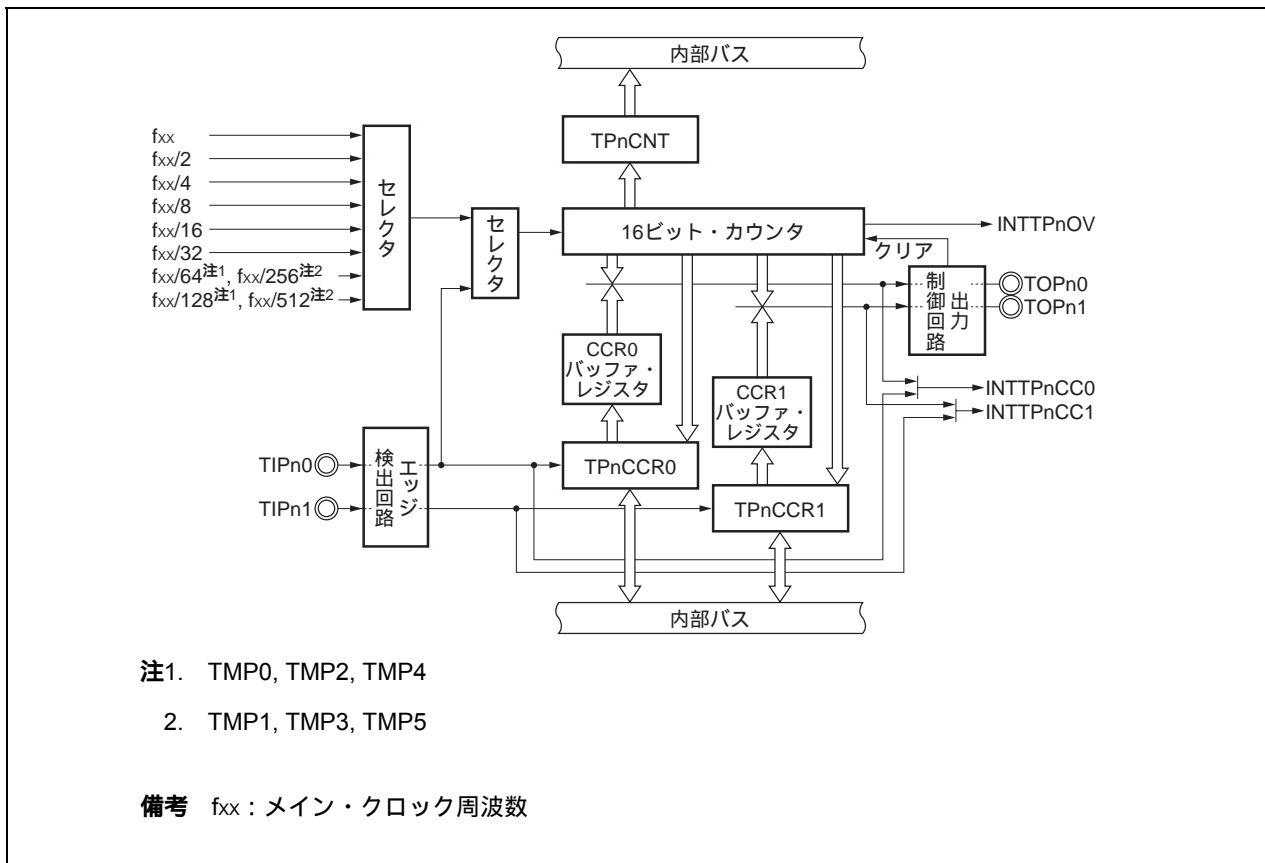 内部バス
TPnCNT
fxx
fxx/2
fxx/4
fxx/8
fxx/16
fxx/32
fxx/64注1, fxx/256注2
fxx/128注1, fxx/512注2
セレクタ
セレクタ
16ビット・カウンタ
INTTPnOV
クリア
制御回路
出力
TOPn0
TOPn1
CCR0
バッファ・
レジスタ
CCR1
バッファ・
レジスタ
INTTPnCC0
INTTPnCC1
TIPn0
TIPn1
検出回路
エッジ
TPnCCR0
TPnCCR1
内部バス
注1. TMP0, TMP2, TMP4
2. TMP1, TMP3, TMP5
備考 fxx：メイン・クロック周波数